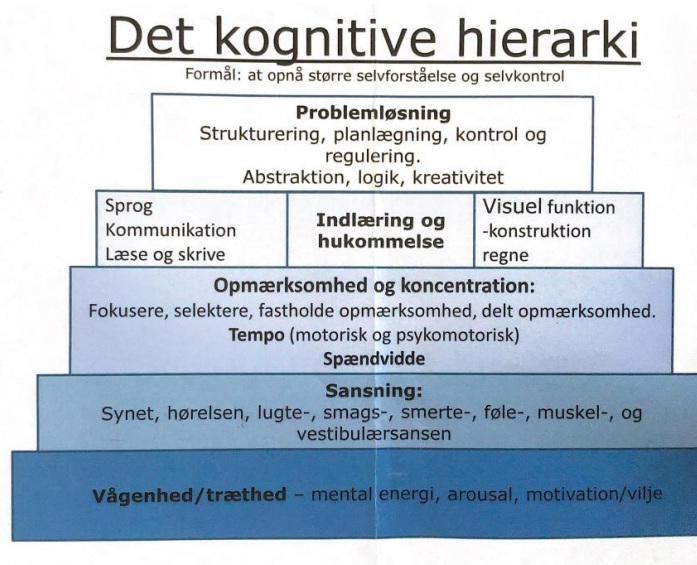 Det kognitive hierarki
Formål: at opnå større selvforståelse og selvkontrol
Problemløsning
Strukturering, planlægning, kontrol og
regulering.
Abstraktion, logik, kreativitet
Sprog
Kommunikation
Læse og skrive
Indlæring og
hukommelse
Visuel funktion
-konstruktion
regne
Opmærksomhed og koncentration:
Fokusere, selektere, fastholde opmærksomhed, delt opmærksomhed.
Tempo (motorisk og psykomotorisk)
Spændvidde
Sansning:
Synet, hørelsen, lugte-, smags-, smerte-, føle-, muskel-, og
vestibulærsansen
Vågenhed/træthed – mental energi, arousal, motivation/vilje